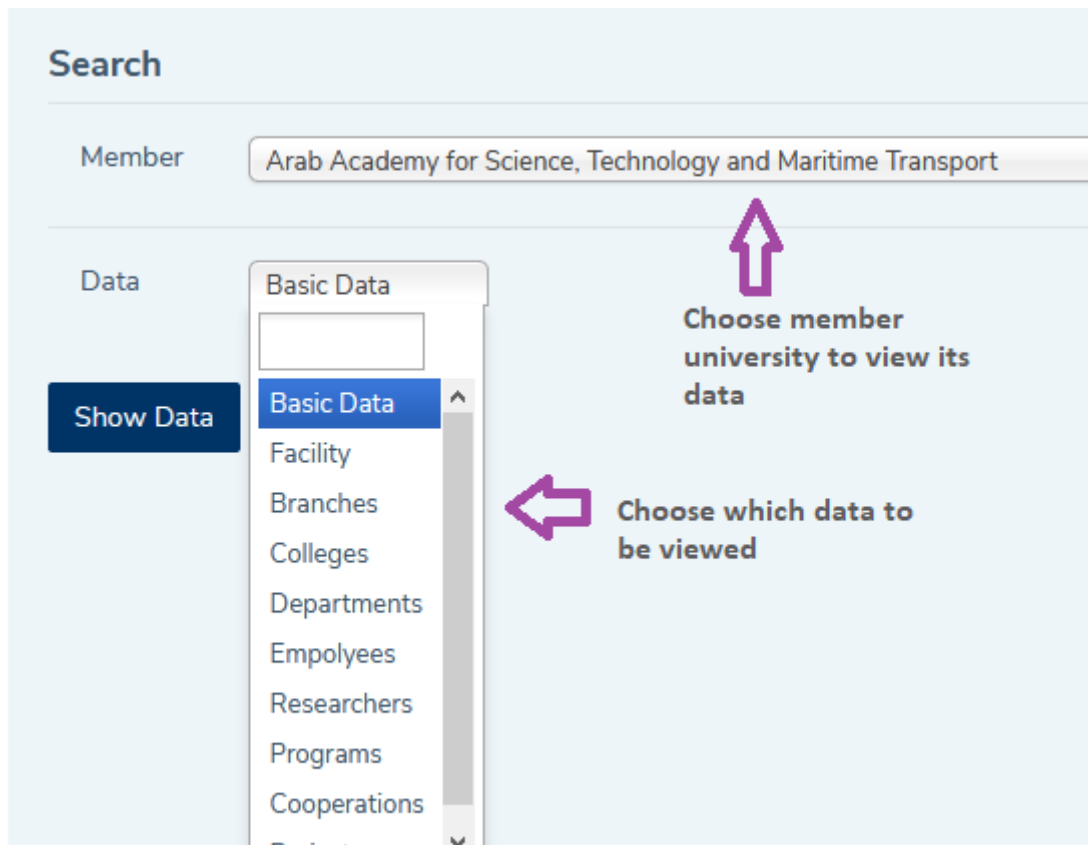 Search
Member
Arab Academy for Science, Technology and Maritime Transport
Data
Basic Data
Choose member
university to view its
data
Show Data
Basic Data
Facility
Branches
Colleges
Departments
Empolyees
Researchers
Programs
Cooperations
Choose which data to
be viewed